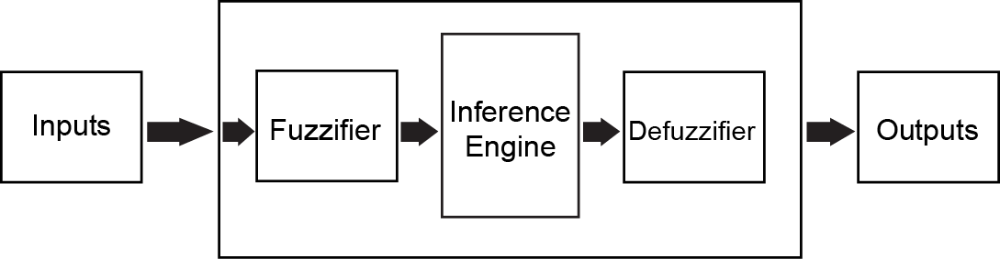 Inputs
Fuzzifier
Inference
Engine
Defuzzifier
Outputs